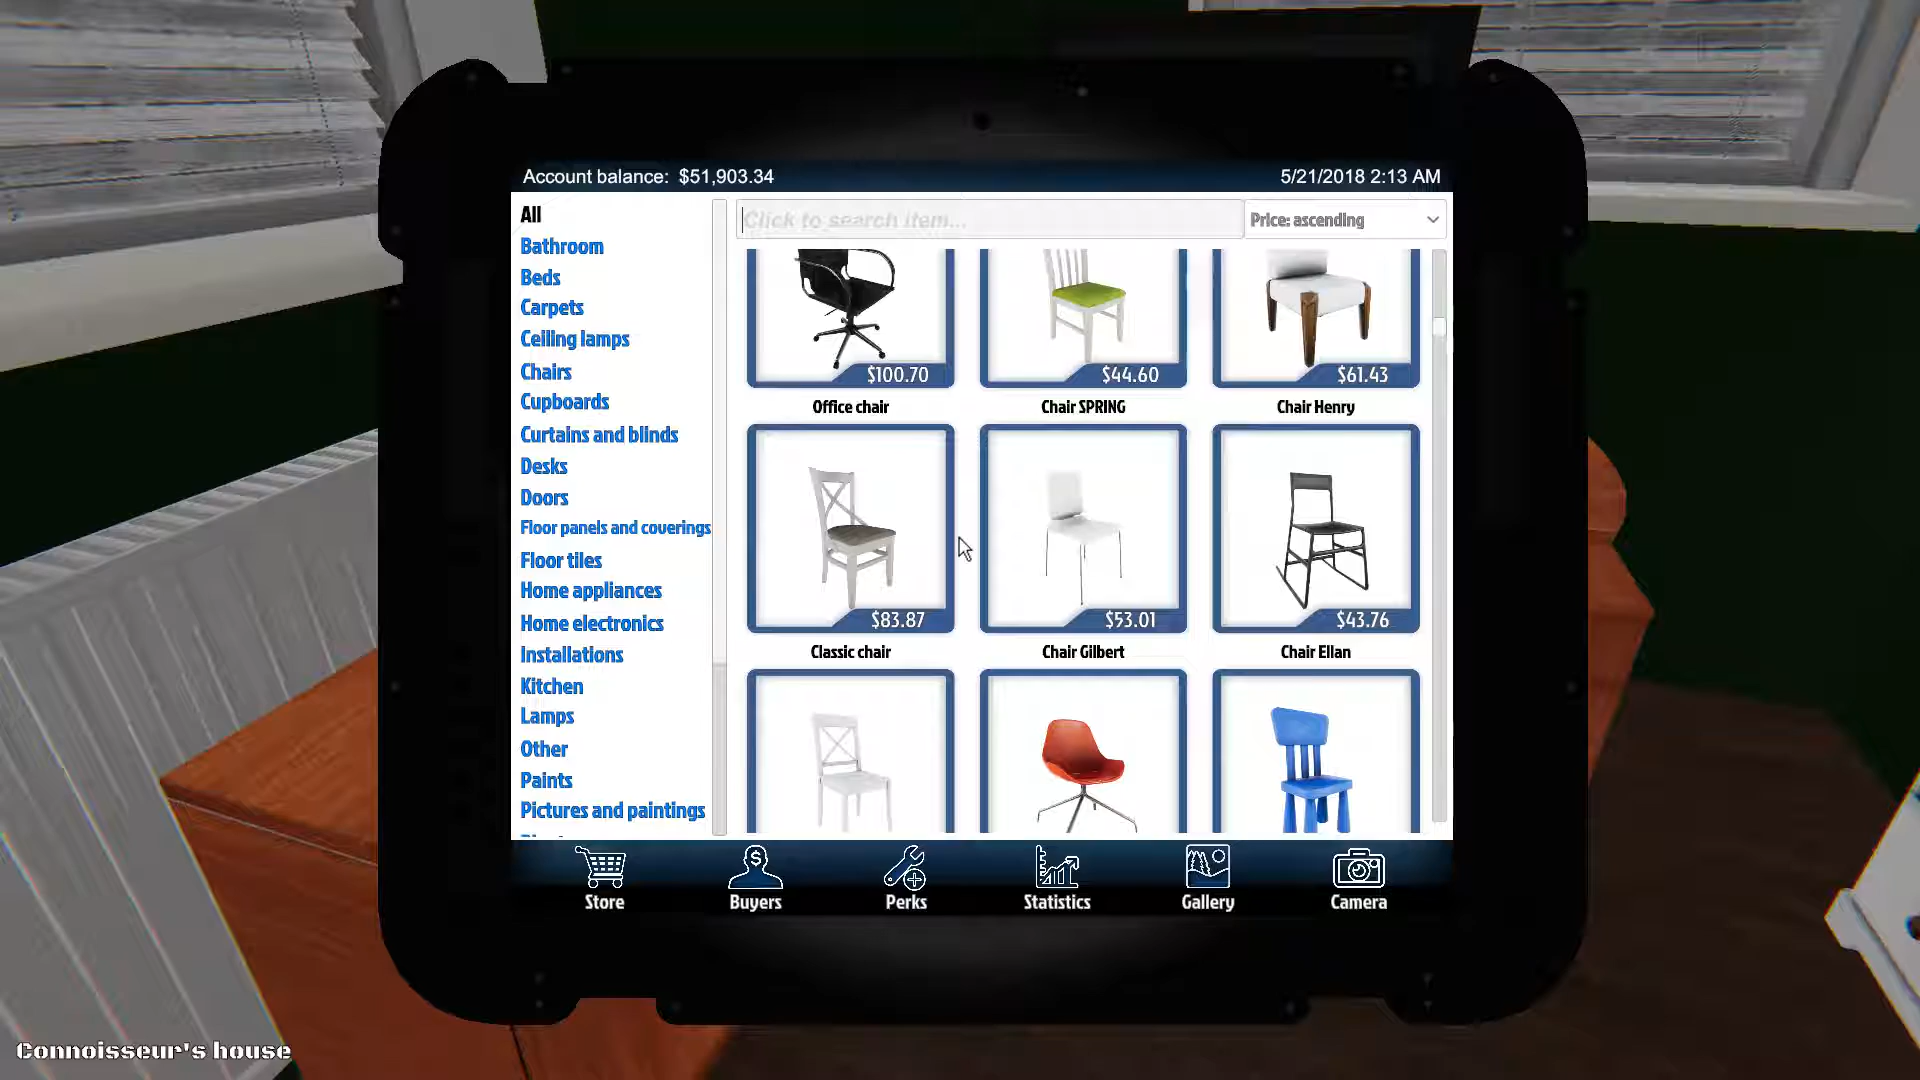 Account balance: $51,903.34
5/21/2018 2:13 AM
All
Bathroom
Beds
Carpets
Ceiling lamps
Chairs
Cupboards
Curtains and blinds
Desks
Doors
Floor panels and coverings
Floor tiles
Home appliances
Home electronics
Installations
Kitchen
Lamps
Other
Paints
Pictures and paintings
Click to search item...
Price: ascending
$100.70
$44.60
$61.43
Office chair
Chair SPRING
Chair Henry
$83.87
$53.01
$43.76
Classic chair
Chair Gilbert
Chair Ellan
Store
Buyers
Perks
Statistics
Gallery
Camera
Connoisseur's house